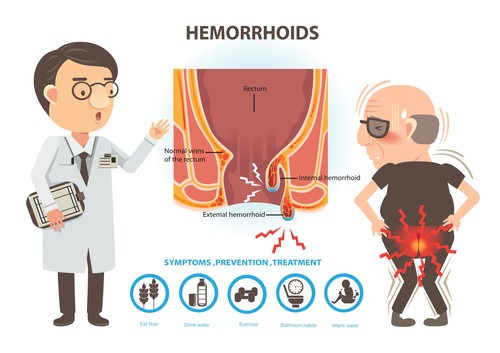 HEMORRHOIDS
Rectum
Normal veins
of the rectum
Internal hemorrhoid
External hemorrhoid
SYMPTOMS ,PREVENTION ,TREATMENT
Eat fiber
Drink water
Exercise
Bathroom habits
Warm water